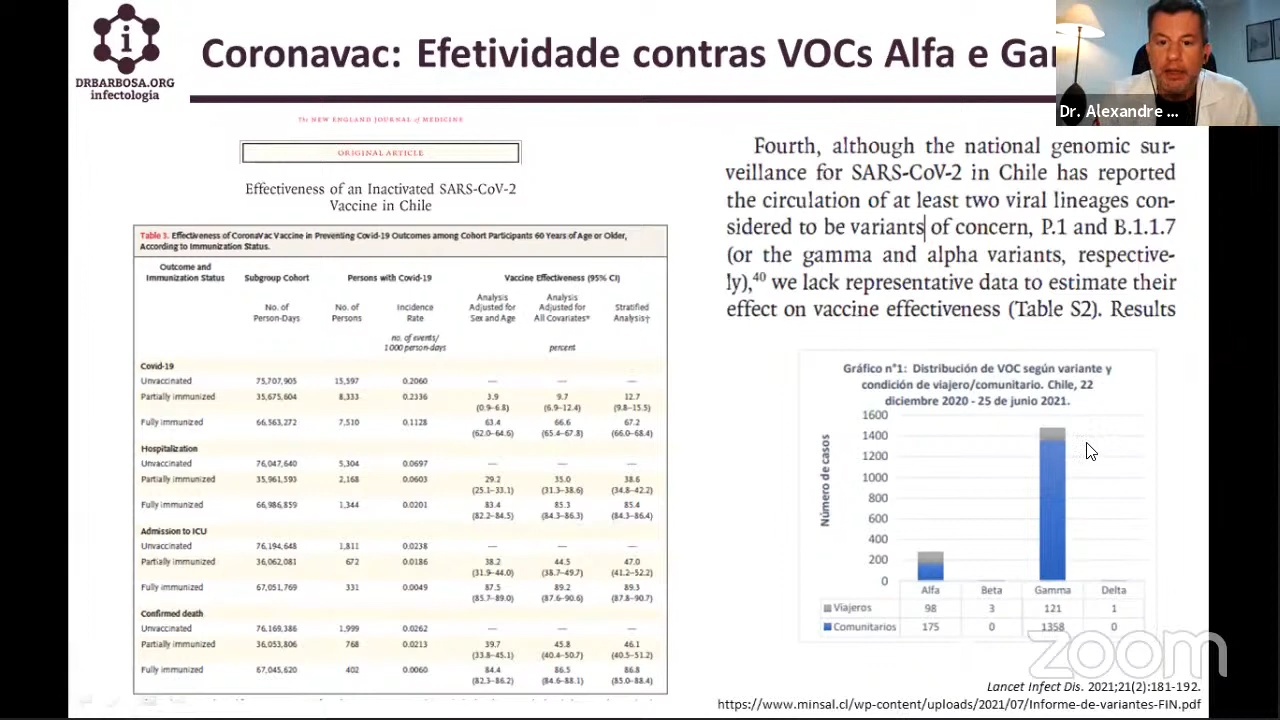 DRBARBOSA.ORG
infectologia
Coronavac: Efetividade contras VOCs Alfa e Ga
Dr. Alexandre ...
The NEW ENGLAND JOURNAL of MEDICINE
ORIGINAL ARTICLE
Effectiveness of an Inactivated SARS-CoV-2
Vaccine in Chile
Table 3. Effectiveness of CoronaVac Vaccine in Preventing Covid-19 Outcomes among Cohort Participants 60 Years of Age or Older,
According to Immunization Status.
Outcome and Immunization Status Subgroup Cohort Persons with Covid-19 Vaccine Effectiveness (95% CI)
No. of Person-Days No. of Persons Incidence Rate Analysis Adjusted for Sex and Age Analysis Adjusted for All Covariates* Stratified Analysis†
no. of events/1000 person-days percent
Covid-19
Unvaccinated 75,707,905 15,597 0.2060 — — —
Partially immunized 35,675,604 8,333 0.2336 3.9 9.7 12.7
(0.9–6.8) (6.9–12.4) (9.8–15.5)
Fully immunized 66,563,272 7,510 0.1128 63.4 66.6 67.2
(62.0–64.6) (65.4–67.8) (66.0–68.4)
Hospitalization
Unvaccinated 76,047,640 5,304 0.0697 — — —
Partially immunized 35,961,593 2,168 0.0603 29.2 35.0 38.6
(25.1–33.1) (31.3–38.6) (34.8–42.2)
Fully immunized 66,986,859 1,344 0.0201 83.4 85.3 85.4
(82.2–84.5) (84.3–86.3) (84.3–86.4)
Admission to ICU
Unvaccinated 76,194,648 1,811 0.0238 — — —
Partially immunized 36,062,081 672 0.0186 38.2 44.5 47.0
(31.9–44.0) (38.7–49.7) (41.2–52.2)
Fully immunized 67,051,769 331 0.0049 87.5 89.2 89.3
(85.7–89.0) (87.6–90.6) (87.8–90.7)
Confirmed death
Unvaccinated 76,169,386 1,999 0.0262 — — —
Partially immunized 36,053,806 768 0.0213 39.7 45.8 46.1
(33.8–45.1) (40.4–50.7) (40.5–51.2)
Fully immunized 67,045,620 402 0.0060 84.4 86.5 86.8
(82.3–86.2) (84.6–88.1) (85.0–88.4)
Fourth, although the national genomic sur-
veillance for SARS-CoV-2 in Chile has reported
the circulation of at least two viral lineages con-
sidered to be variants of concern, P.1 and B.1.1.7
(or the gamma and alpha variants, respective-
ly),40 we lack representative data to estimate their
effect on vaccine effectiveness (Table S2). Results
Gráfico n°1: Distribución de VOC según variante y
condición de viajero/comunitario. Chile, 22
diciembre 2020 - 25 de junio 2021.
Número de casos
1600
1400
1200
1000
800
600
400
200
0
Alfa Beta Gamma Delta
Viajeros 98 3 121 1
Comunitarios 175 0 1358 0
zoom
Lancet Infect Dis. 2021;21(2):181-192.
https://www.minsal.cl/wp-content/uploads/2021/07/Informe-de-variantes-FIN.pdf